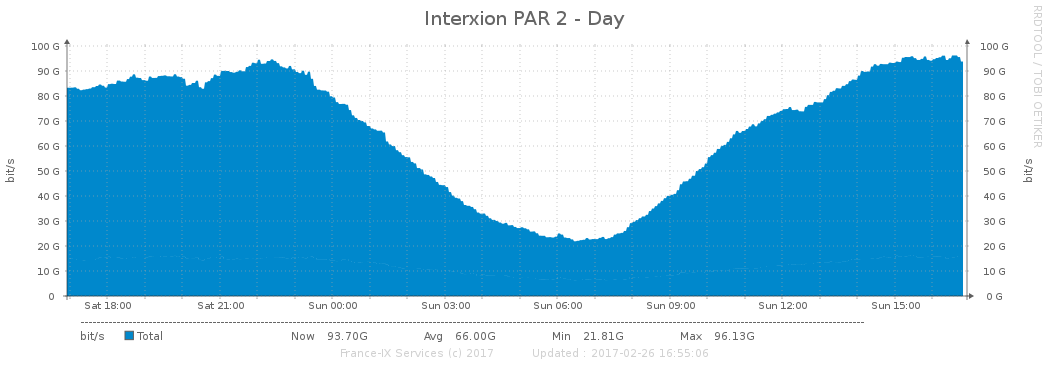 Interxion PAR 2 - Day
RRDTOOL / TOBI OETIKER
bit/s
100 G
90 G
80 G
70 G
60 G
50 G
40 G
30 G
20 G
10 G
0
100 G
90 G
80 G
70 G
60 G
50 G
40 G
30 G
20 G
10 G
0 G
bit/s
Sat 18:00 Sat 21:00 Sun 00:00 Sun 03:00 Sun 06:00 Sun 09:00 Sun 12:00 Sun 15:00
bit/s Total Now 93.70G Avg 66.00G Min 21.81G Max 96.13G
France-IX Services (c) 2017 Updated : 2017-02-26 16:55:06